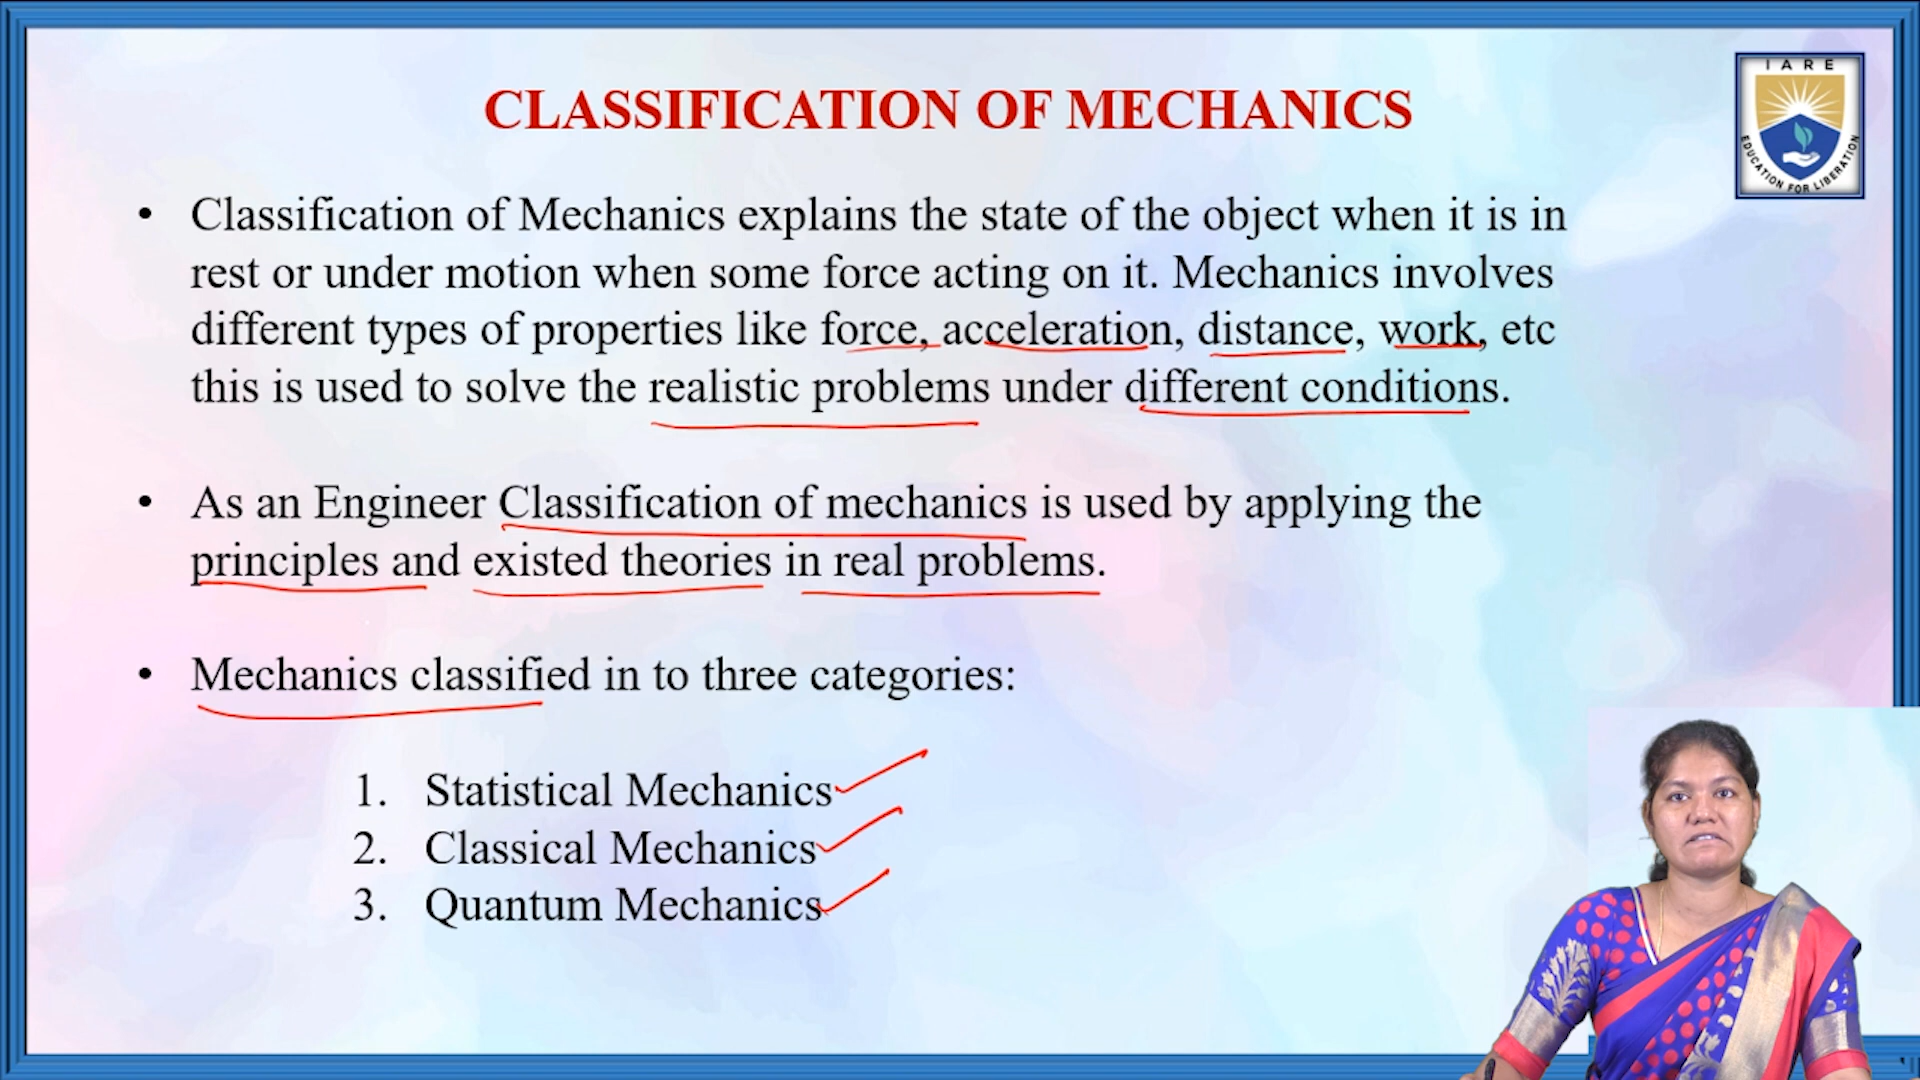 CLASSIFICATION OF MECHANICS
IARE
EDUCATION FOR LIBERATION
• Classification of Mechanics explains the state of the object when it is in
rest or under motion when some force acting on it. Mechanics involves
different types of properties like force, acceleration, distance, work, etc
this is used to solve the realistic problems under different conditions.
• As an Engineer Classification of mechanics is used by applying the
principles and existed theories in real problems.
• Mechanics classified in to three categories:
1. Statistical Mechanics
2. Classical Mechanics
3. Quantum Mechanics